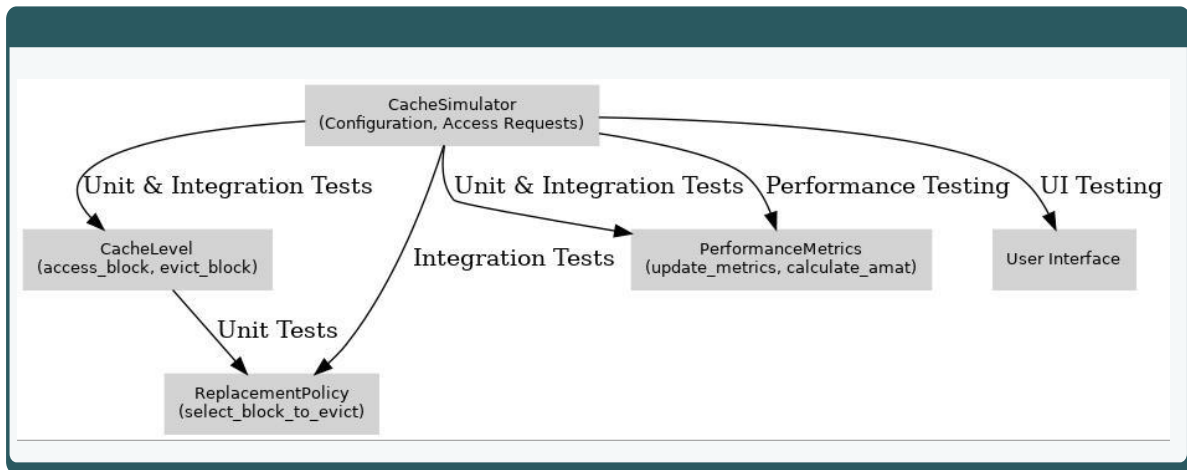 CacheSimulator
(Configuration, Access Requests)
Unit & Integration Tests
Unit & Integration Tests
Performance Testing
UI Testing
CacheLevel
(access_block, evict_block)
Integration Tests
PerformanceMetrics
(update_metrics, calculate_amat)
User Interface
Unit Tests
ReplacementPolicy
(select_block_to_evict)